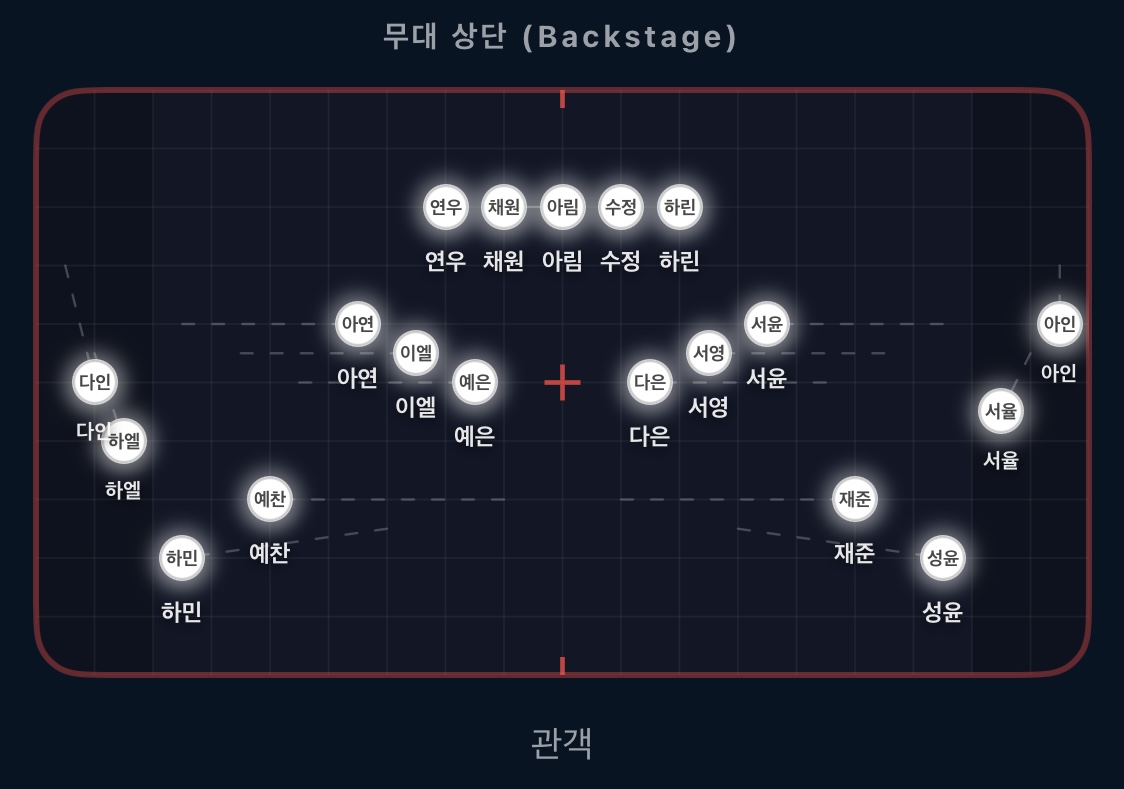 무대 상단 (Backstage)
연우 채원 아림 수정 하린
연우 채원 아림 수정 하린
아연 서윤 아인
이엘 서영
아인
다인 예은 다은
아연 서윤
이엘 서영 서율
다인 하엘 예은 다은
서율
하엘
예찬 재준
예찬 재준
하민 성윤
하민 성윤
관객